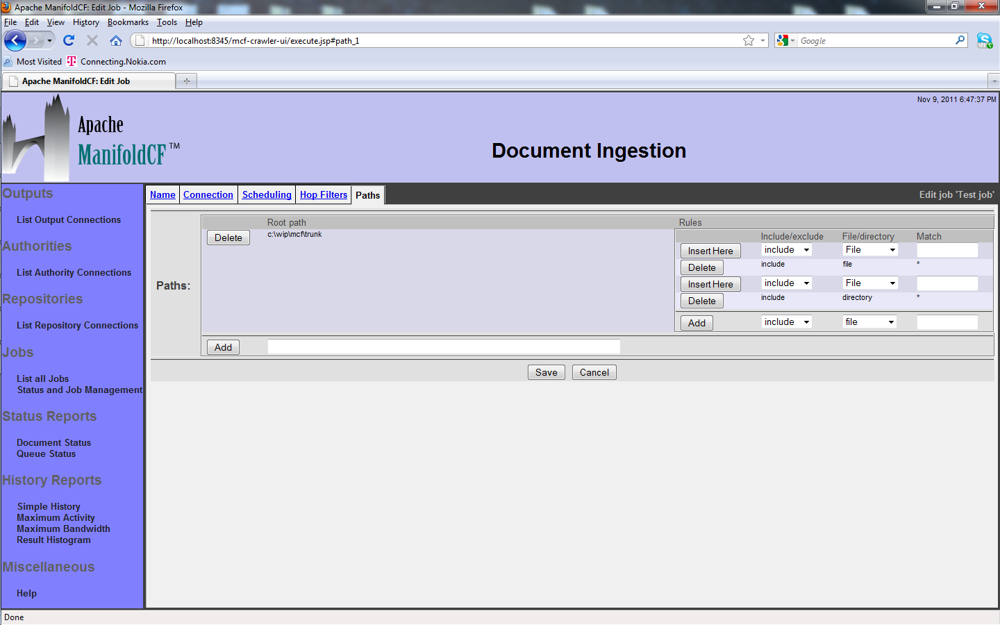 Apache ManifoldCF: Edit Job - Mozilla Firefox
File Edit View History Bookmarks Tools Help
http://localhost:8345/mcf-crawler-ui/execute.jsp#path_1
Google
Most Visited Connecting.Nokia.com
Apache ManifoldCF: Edit Job
Nov 9, 2011 6:47:37 PM
Apache
ManifoldCF™
Document Ingestion
Outputs
List Output Connections
Authorities
List Authority Connections
Repositories
List Repository Connections
Jobs
List all Jobs
Status and Job Management
Status Reports
Document Status
Queue Status
History Reports
Simple History
Maximum Activity
Maximum Bandwidth
Result Histogram
Miscellaneous
Help
Name Connection Scheduling Hop Filters Paths Edit job 'Test job'
Root path Rules
Paths:
Delete c:\wip\mcf\trunk
Include/exclude File/directory Match
Insert Here include File
Delete include file *
Insert Here include File
Delete include directory *
Add include file
Add
Save Cancel
Done